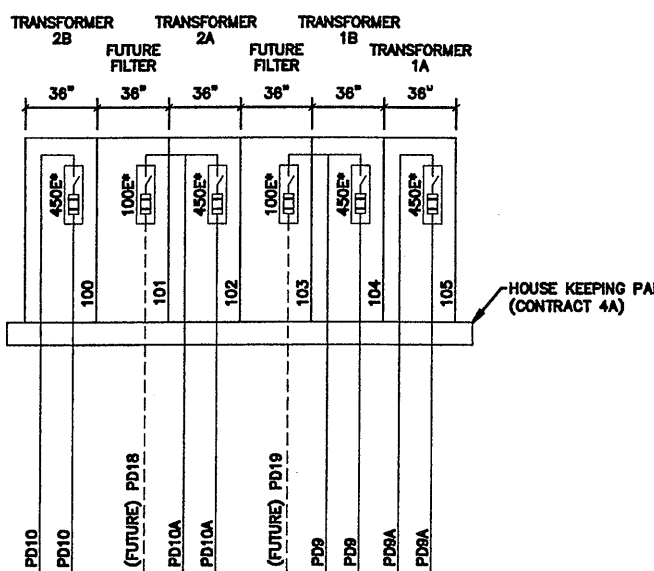 TRANSFORMER
2B
FUTURE
FILTER
TRANSFORMER
2A
FUTURE
FILTER
TRANSFORMER
1B
TRANSFORMER
1A
36" 36" 36" 36" 36" 36"
450E*
100E*
450E*
100E*
450E*
450E*
100
101
102
103
104
105
HOUSE KEEPING PA
(CONTRACT 4A)
PD10
PD10
(FUTURE) PD18
PD10A
PD10A
(FUTURE) PD19
PD9
PD9
PD9A
PD9A